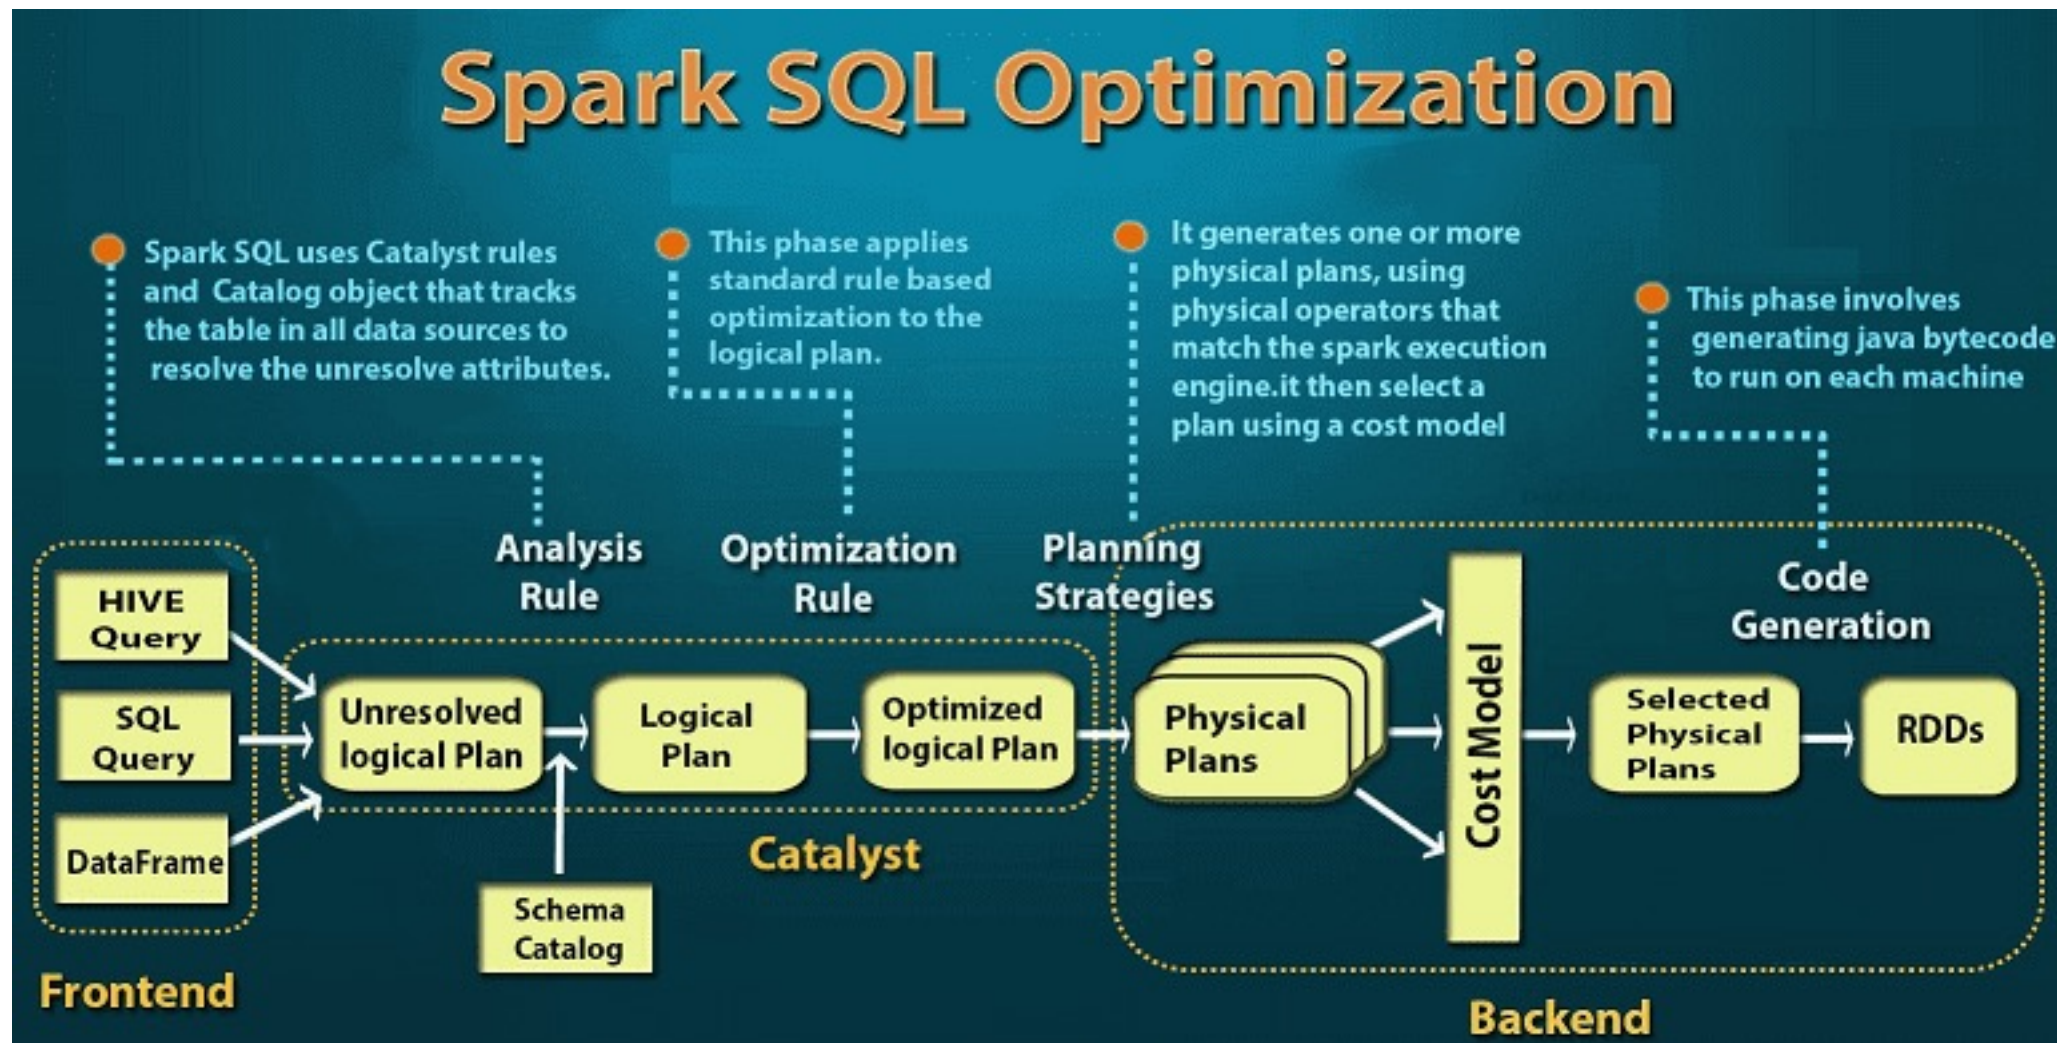 Spark SQL Optimization
Spark SQL uses Catalyst rules
and Catalog object that tracks
the table in all data sources to
resolve the unresolve attributes.
This phase applies
standard rule based
optimization to the
logical plan.
It generates one or more
physical plans, using
physical operators that
match the spark execution
engine.it then select a
plan using a cost model
This phase involves
generating java bytecode
to run on each machine
Analysis
Rule
Optimization
Rule
Planning
Strategies
Code
Generation
HIVE
Query
SQL
Query
DataFrame
Frontend
Unresolved
logical Plan
Logical
Plan
Optimized
logical Plan
Schema
Catalog
Catalyst
Physical
Plans
Cost Model
Selected
Physical
Plans
RDDs
Backend